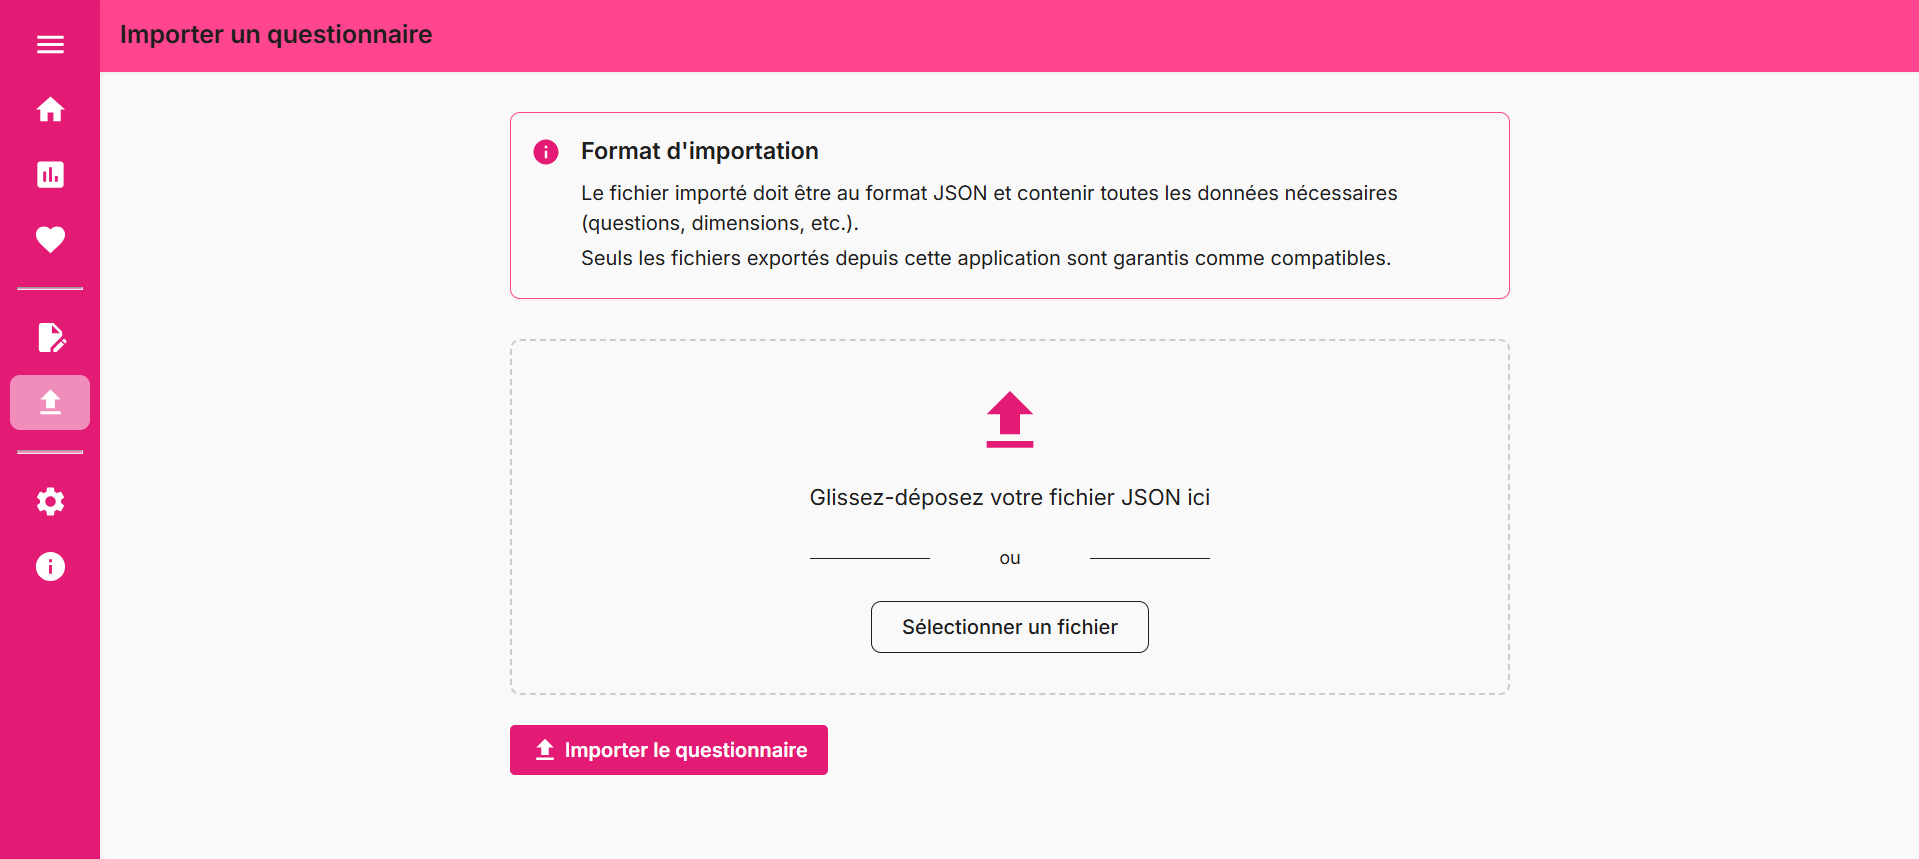 Importer un questionnaire
Format d'importation
Le fichier importé doit être au format JSON et contenir toutes les données nécessaires
(questions, dimensions, etc.).
Seuls les fichiers exportés depuis cette application sont garantis comme compatibles.
Glissez-déposez votre fichier JSON ici
ou
Sélectionner un fichier
Importer le questionnaire